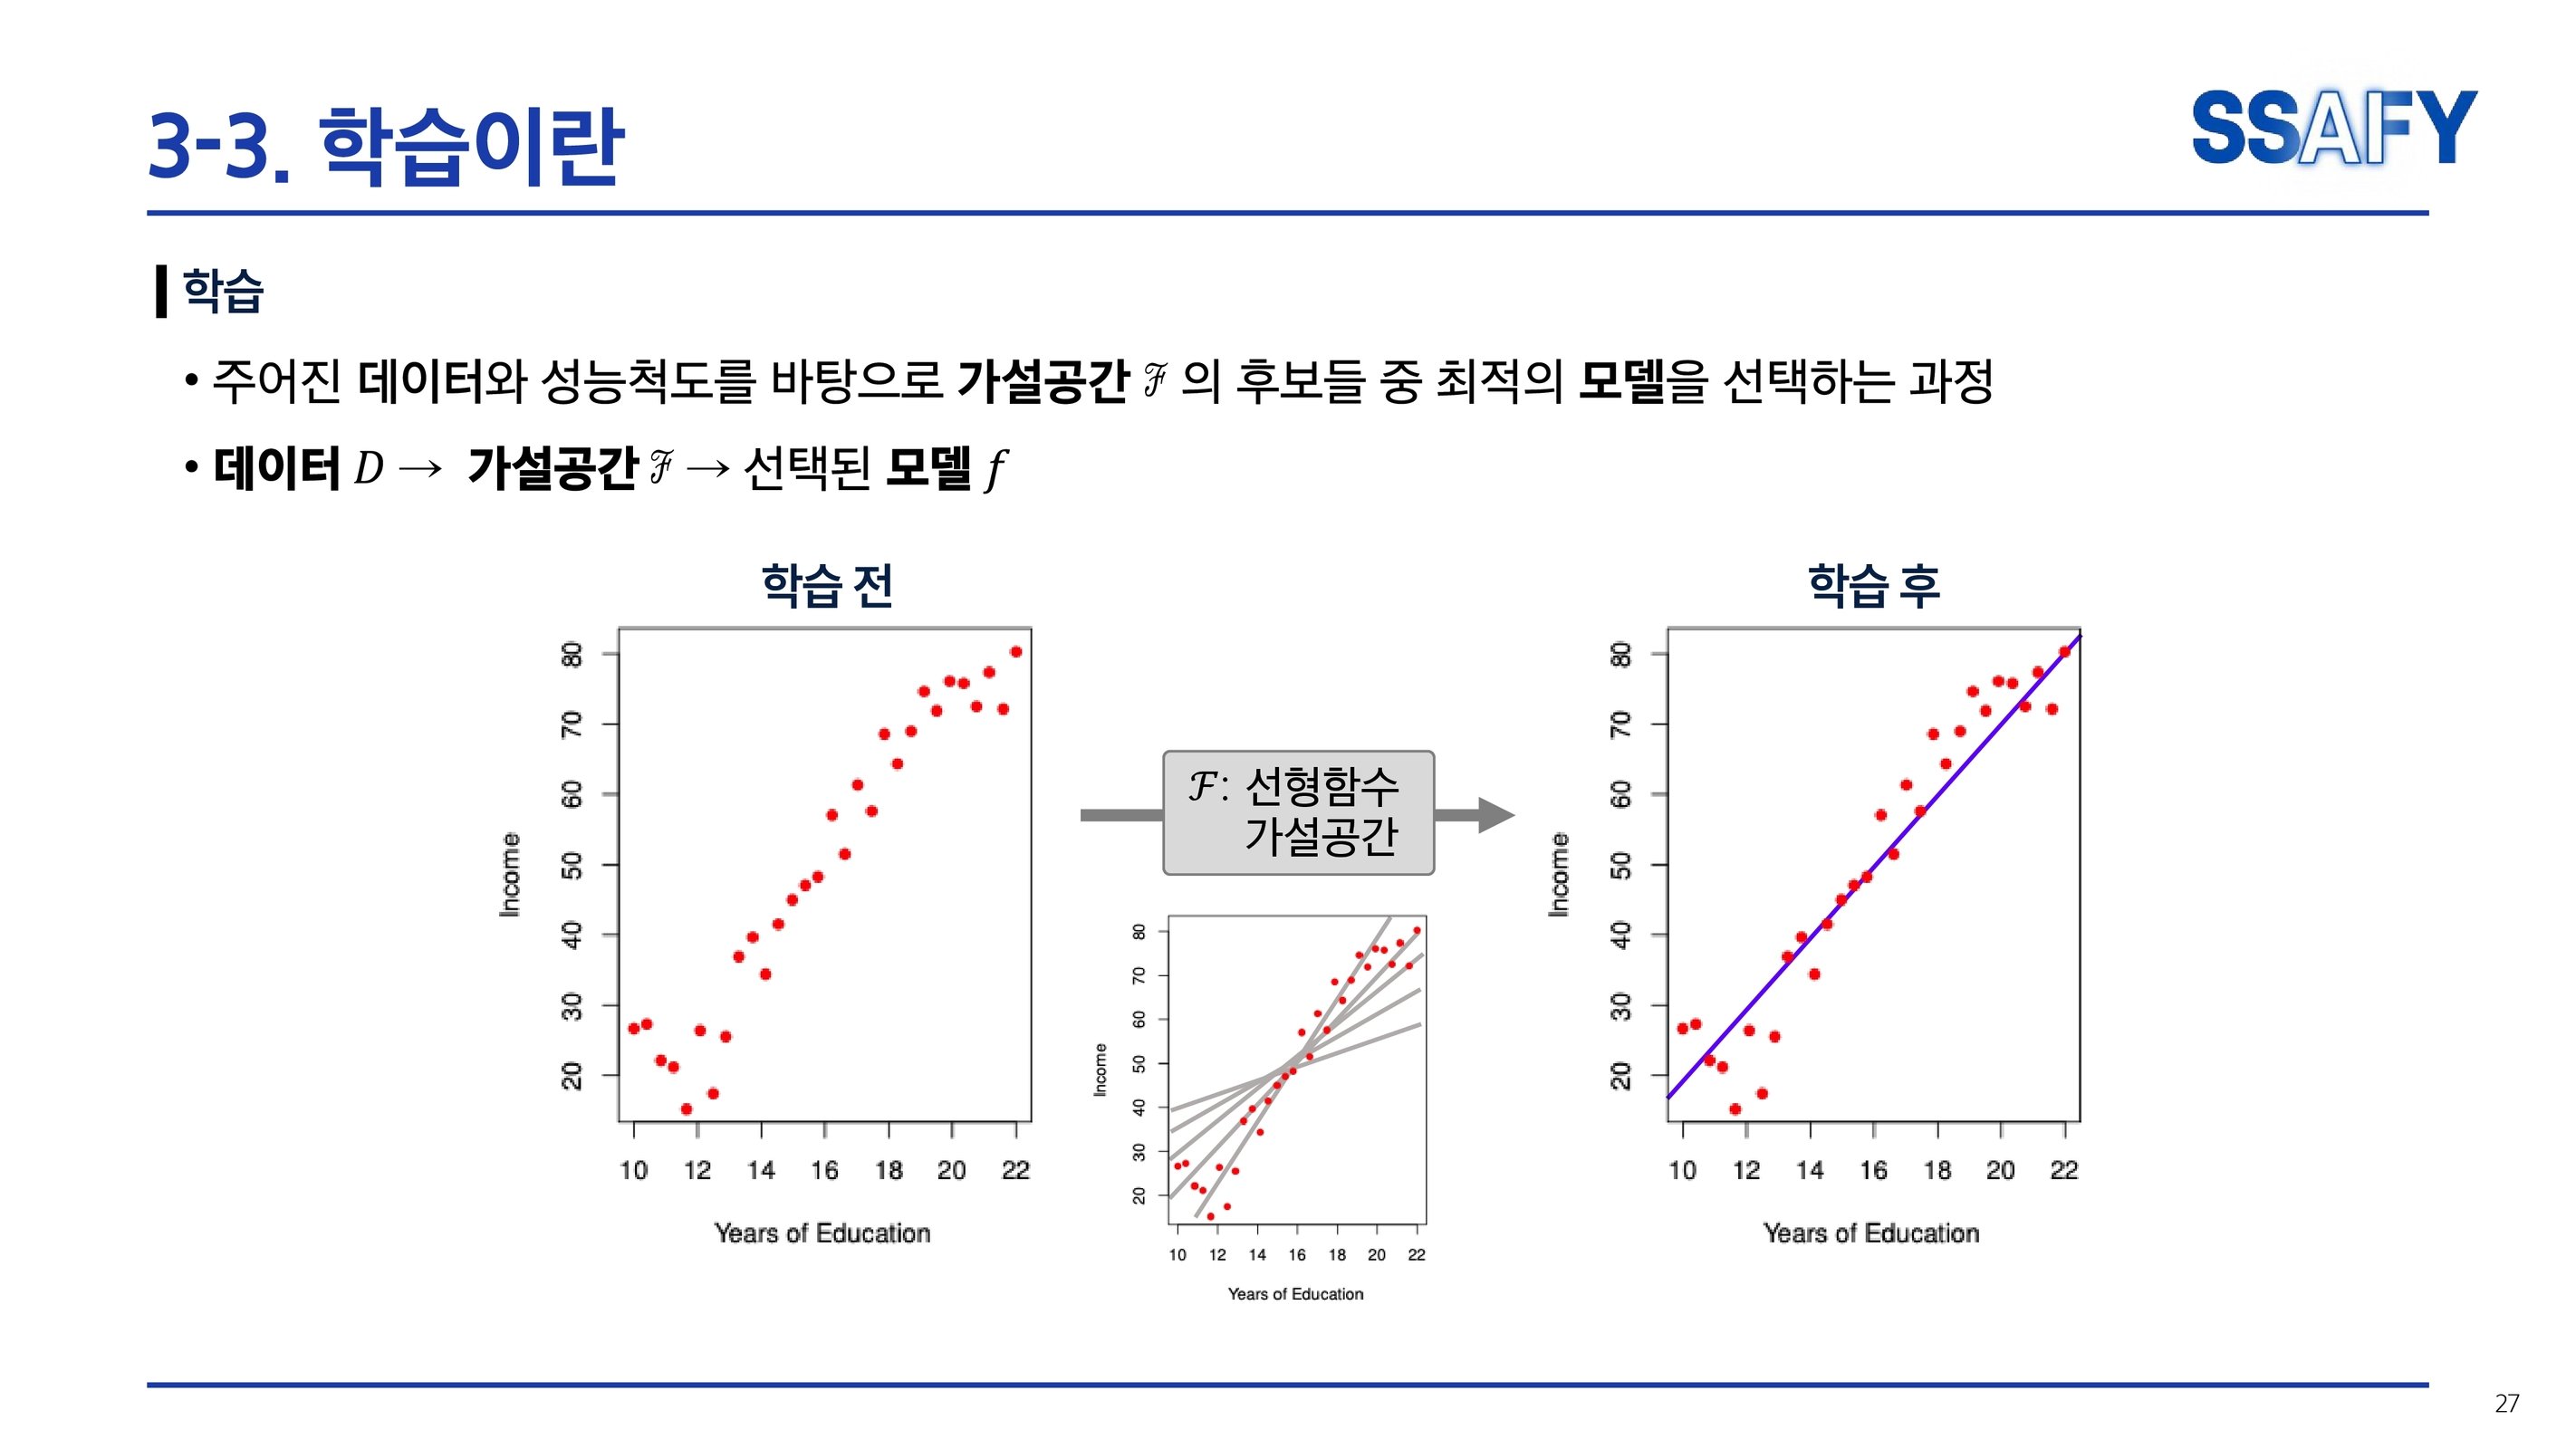 3-3. 학습이란
SSAFY
학습
• 주어진 데이터와 성능척도를 바탕으로 가설공간 ℱ 의 후보들 중 최적의 모델을 선택하는 과정
• 데이터 D → 가설공간 ℱ → 선택된 모델 f
학습 전
80
70
60
50
40
30
20
Income
10 12 14 16 18 20 22
Years of Education
ℱ: 선형함수
가설공간
80
70
60
50
40
30
20
Income
10 12 14 16 18 20 22
Years of Education
학습 후
80
70
60
50
40
30
20
Income
10 12 14 16 18 20 22
Years of Education
27